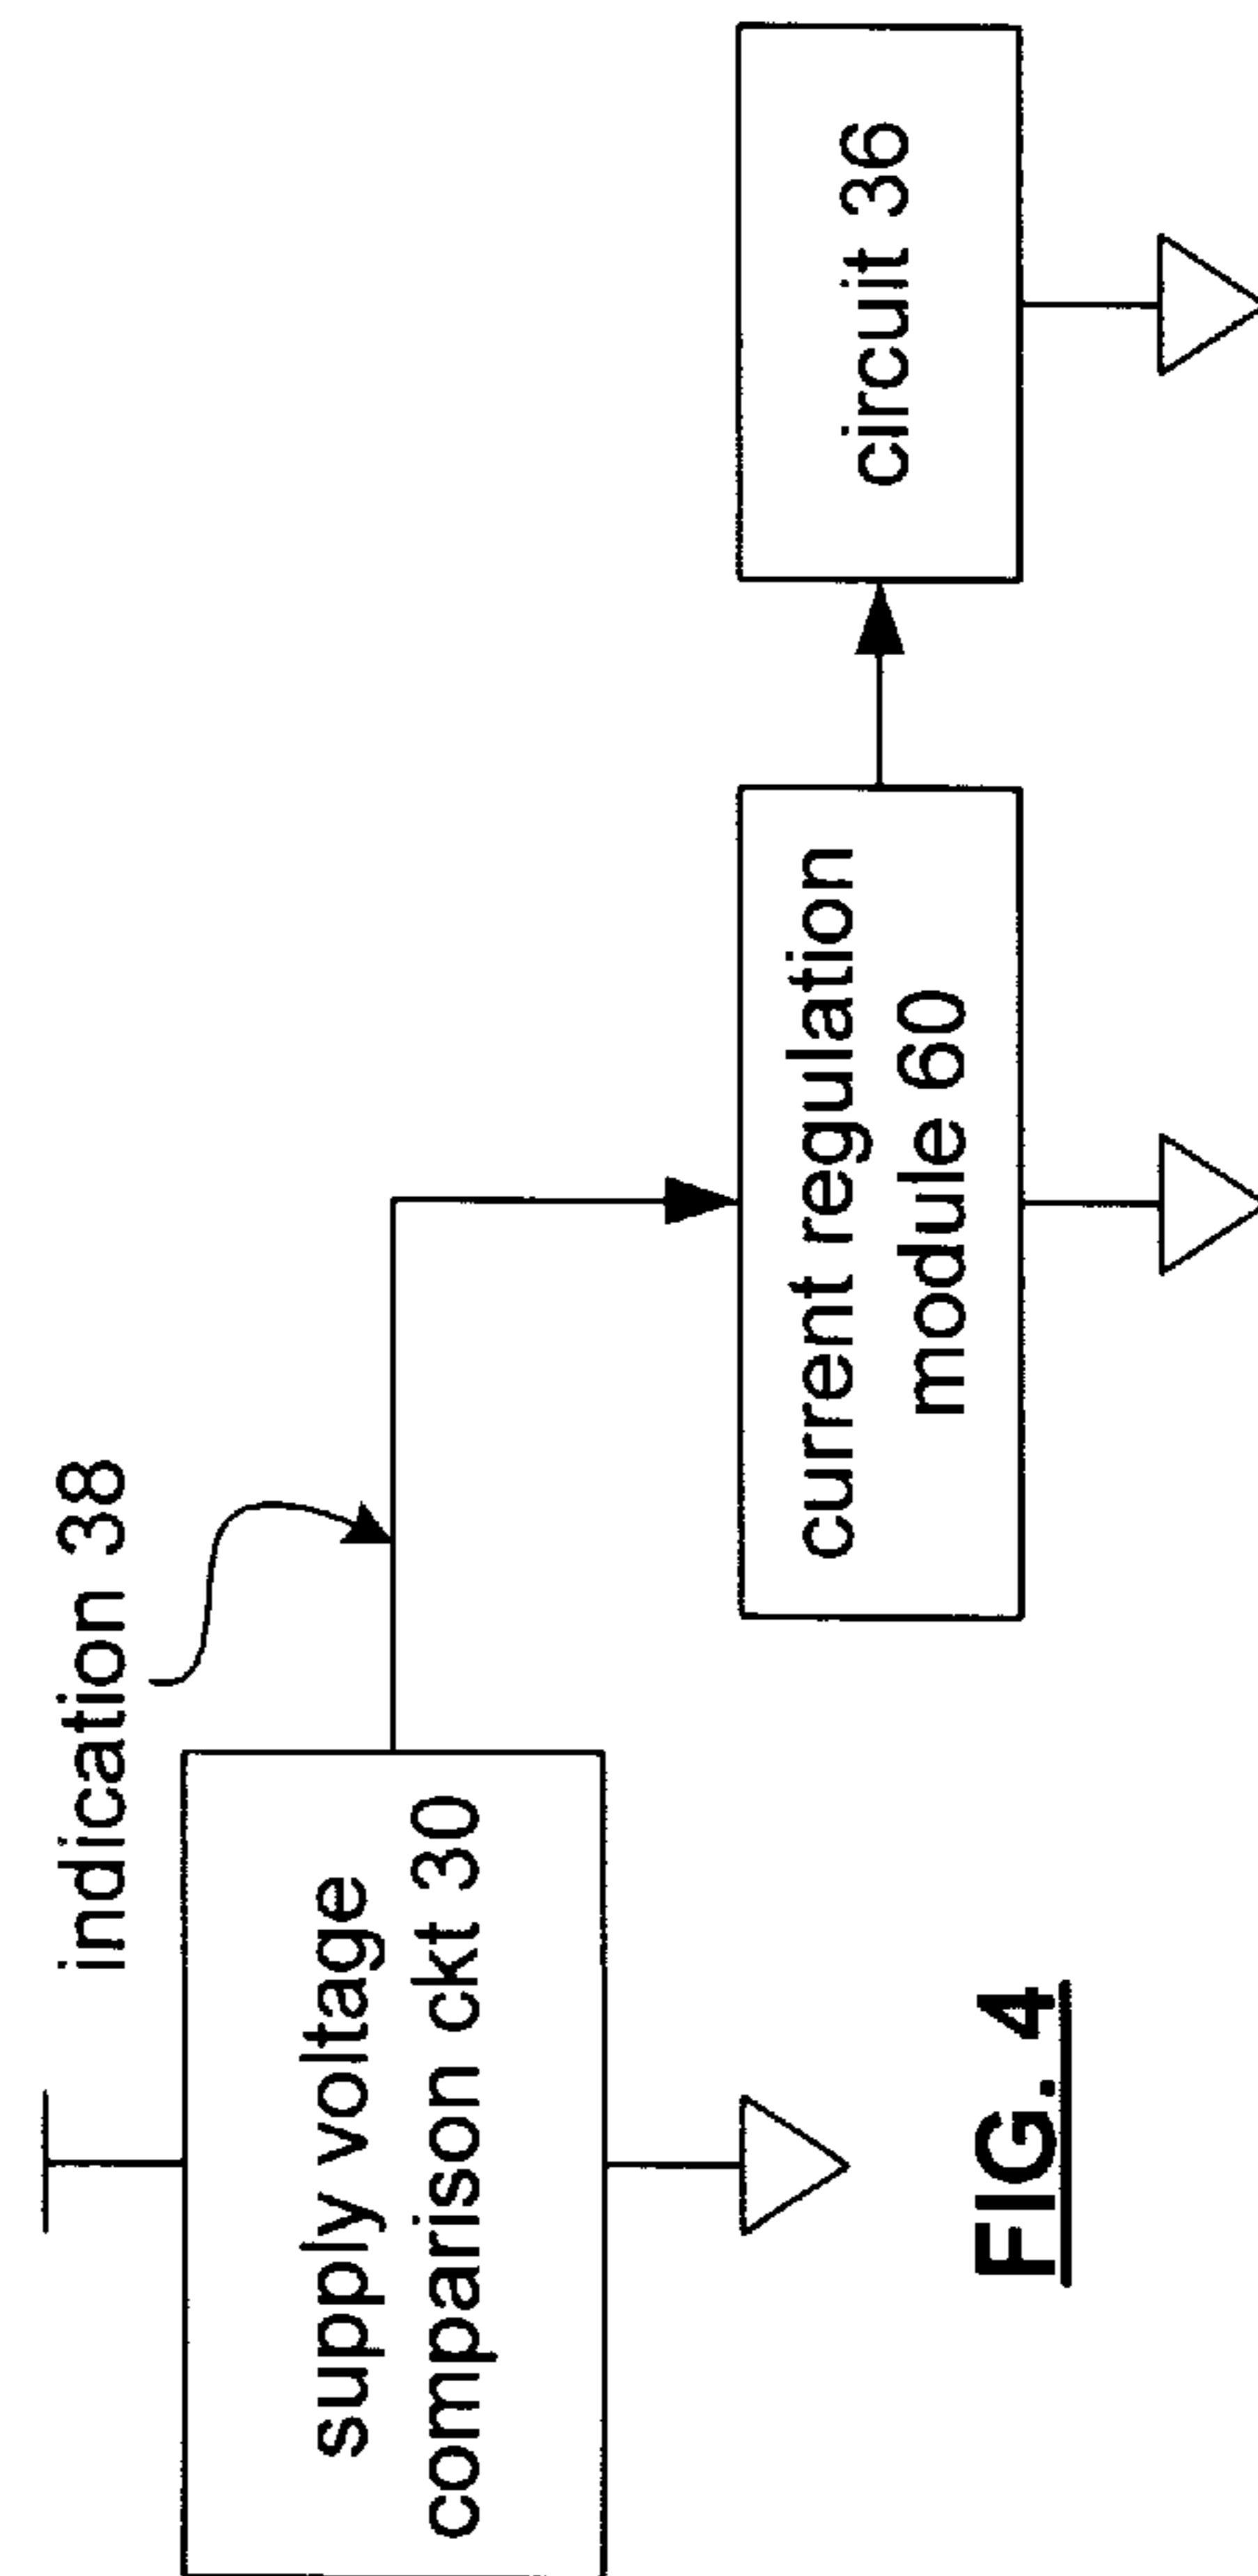 indication 38
supply voltage
comparison ckt 30
current regulation
module 60
circuit 36
FIG. 4